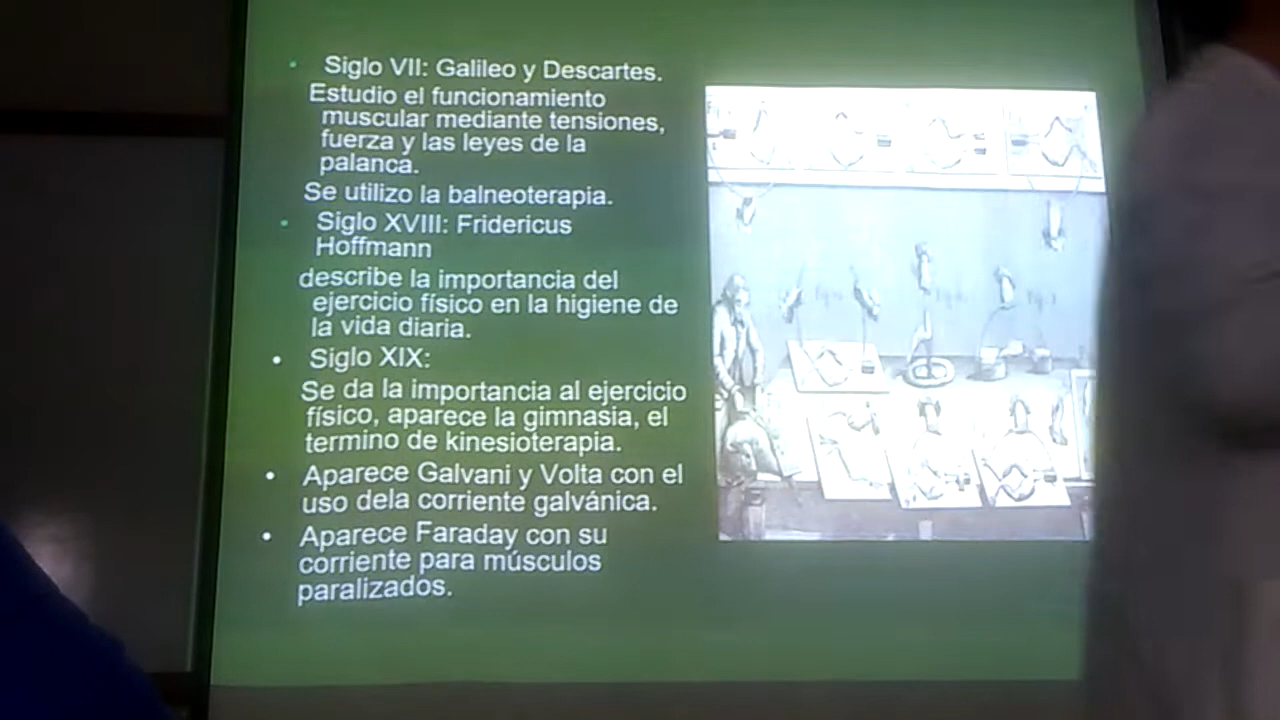 Siglo VII: Galileo y Descartes.
Estudio el funcionamiento
muscular mediante tensiones,
fuerza y las leyes de la
palanca.
Se utilizo la balneoterapia.
Siglo XVIII: Fridericus
Hoffmann
describe la importancia del
ejercicio físico en la higiene de
la vida diaria.
Siglo XIX:
Se da la importancia al ejercicio
físico, aparece la gimnasia, el
termino de kinesioterapia.
Aparece Galvani y Volta con el
uso dela corriente galvánica.
Aparece Faraday con su
corriente para músculos
paralizados.